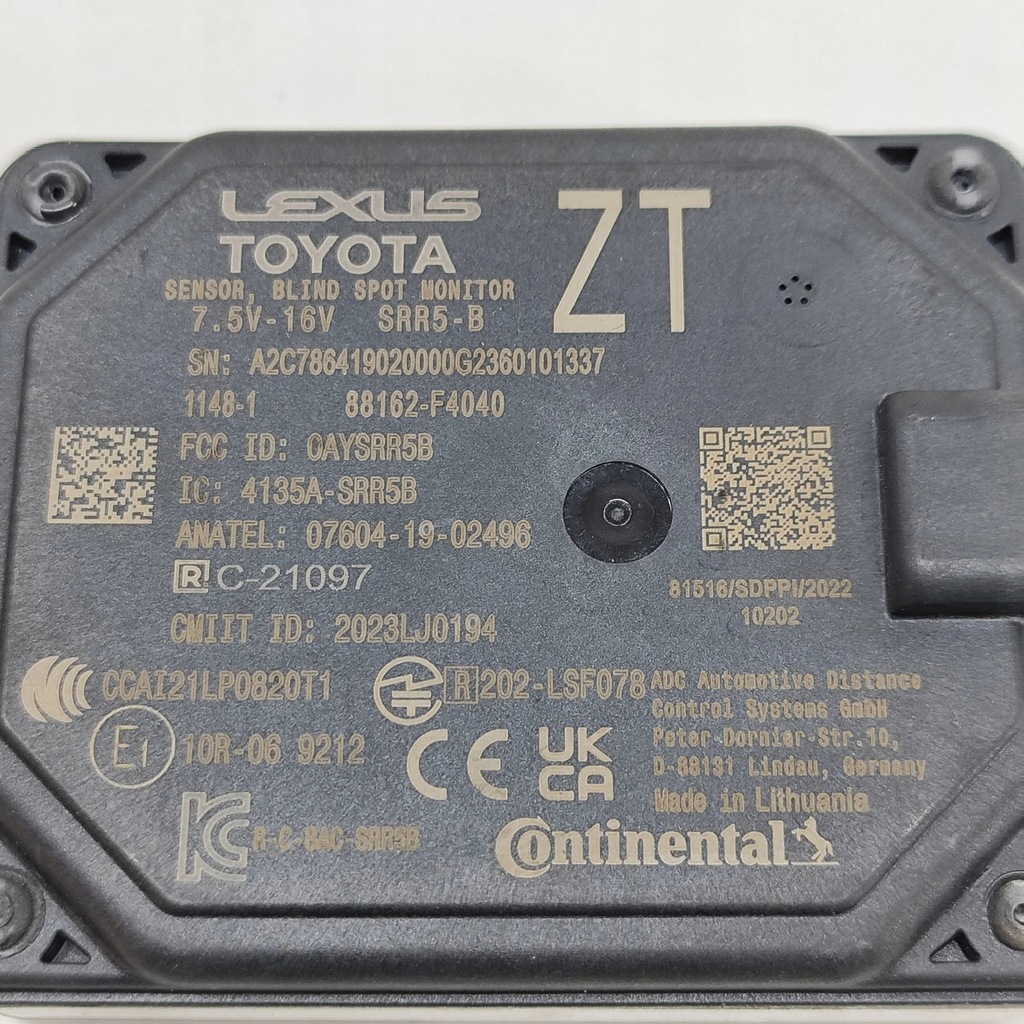 LEXUS
TOYOTA
ZT
SENSOR, BLIND SPOT MONITOR
7.5V-16V SRR5-B
SN: A2C786419020000G2360101337
1148-1 88162-F4040
FCC ID: OAYSRR5B
IC: 4135A-SRR5B
ANATEL: 07604-19-02496
R C-21097
CMIIT ID: 2023LJ0194
81516/SDPPI/2022
10202
CCAI21LP0820T1
R 202-LSF078
E1 10R-06 9212
CE UK
CA
KC R-C-8AC-SRR5B
ADC Automotive Distance
Control Systems GmbH
Peter-Dornier-Str.10,
D-88131 Lindau, Germany
Made in Lithuania
Continental